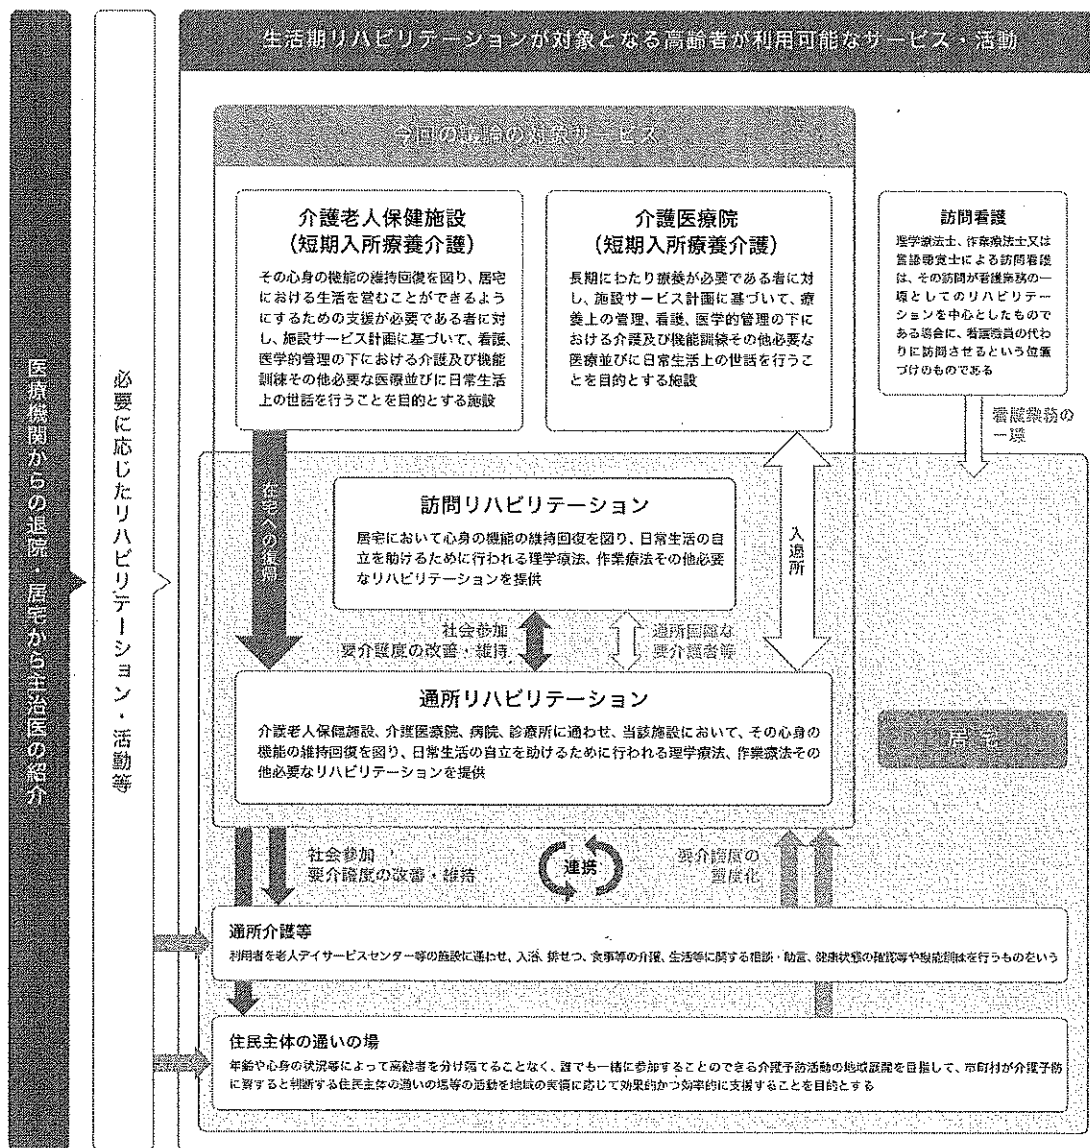 生活期リハビリテーションが対象となる高齢者が利用可能なサービス・活動
医療機関からの退院・居宅から主治医の紹介
必要に応じたリハビリテーション・活動等
今日の議論の対象サービス
介護老人保健施設
（短期入所療養介護）
その心身の機能の維持回復を図り、居宅
における生活を営むことができるよう
にするための支援が必要である者に対
し、施設サービス計画に基づいて、看護、
医学的管理の下における介護及び機能
訓練その他必要な医療並びに日常生活
上の世話を行うことを目的とする施設
介護医療院
（短期入所療養介護）
長期にわたり療養が必要である者に対
し、施設サービス計画に基づいて、療
養上の管理、看護、医学的管理の下に
おける介護及び機能訓練その他必要な
医療並びに日常生活上の世話を行うこ
とを目的とする施設
訪問看護
理学療法士、作業療法士又は
言語聴覚士による訪問看護
は、その訪問が看護業務の一
環としてのリハビリテー
ションを中心としたもので
ある場合に、看護職員の代わ
りに訪問させるという位置
づけのものである
看護業務の
一環
在宅への復帰
訪問リハビリテーション
居宅において心身の機能の維持回復を図り、日常生活の自
立を助けるために行われる理学療法、作業療法その他必要
なリハビリテーションを提供
入退所
社会参加
要介護度の改善・維持
通所困難な
要介護者等
通所リハビリテーション
介護老人保健施設、介護医療院、病院、診療所に通わせ、当該施設において、その心身の
機能の維持回復を図り、日常生活の自立を助けるために行われる理学療法、作業療法その
他必要なリハビリテーションを提供
居宅
社会参加
要介護度の改善・維持
連携
要介護度の
重度化
通所介護等
利用者を老人デイサービスセンター等の施設に通わせ、入浴、排せつ、食事等の介護、生活等に関する相談・助言、健康状態の確認等や機能訓練を行うものをいう
住民主体の通いの場
年齢や心身の状況等によって高齢者を分け隔てることなく、誰でも一緒に参加することのできる介護予防活動の地域展開を目指して、市町村が介護予防
に資すると判断する住民主体の通いの場等の活動を地域の実情に応じて効果的かつ効率的に支援することを目的とする